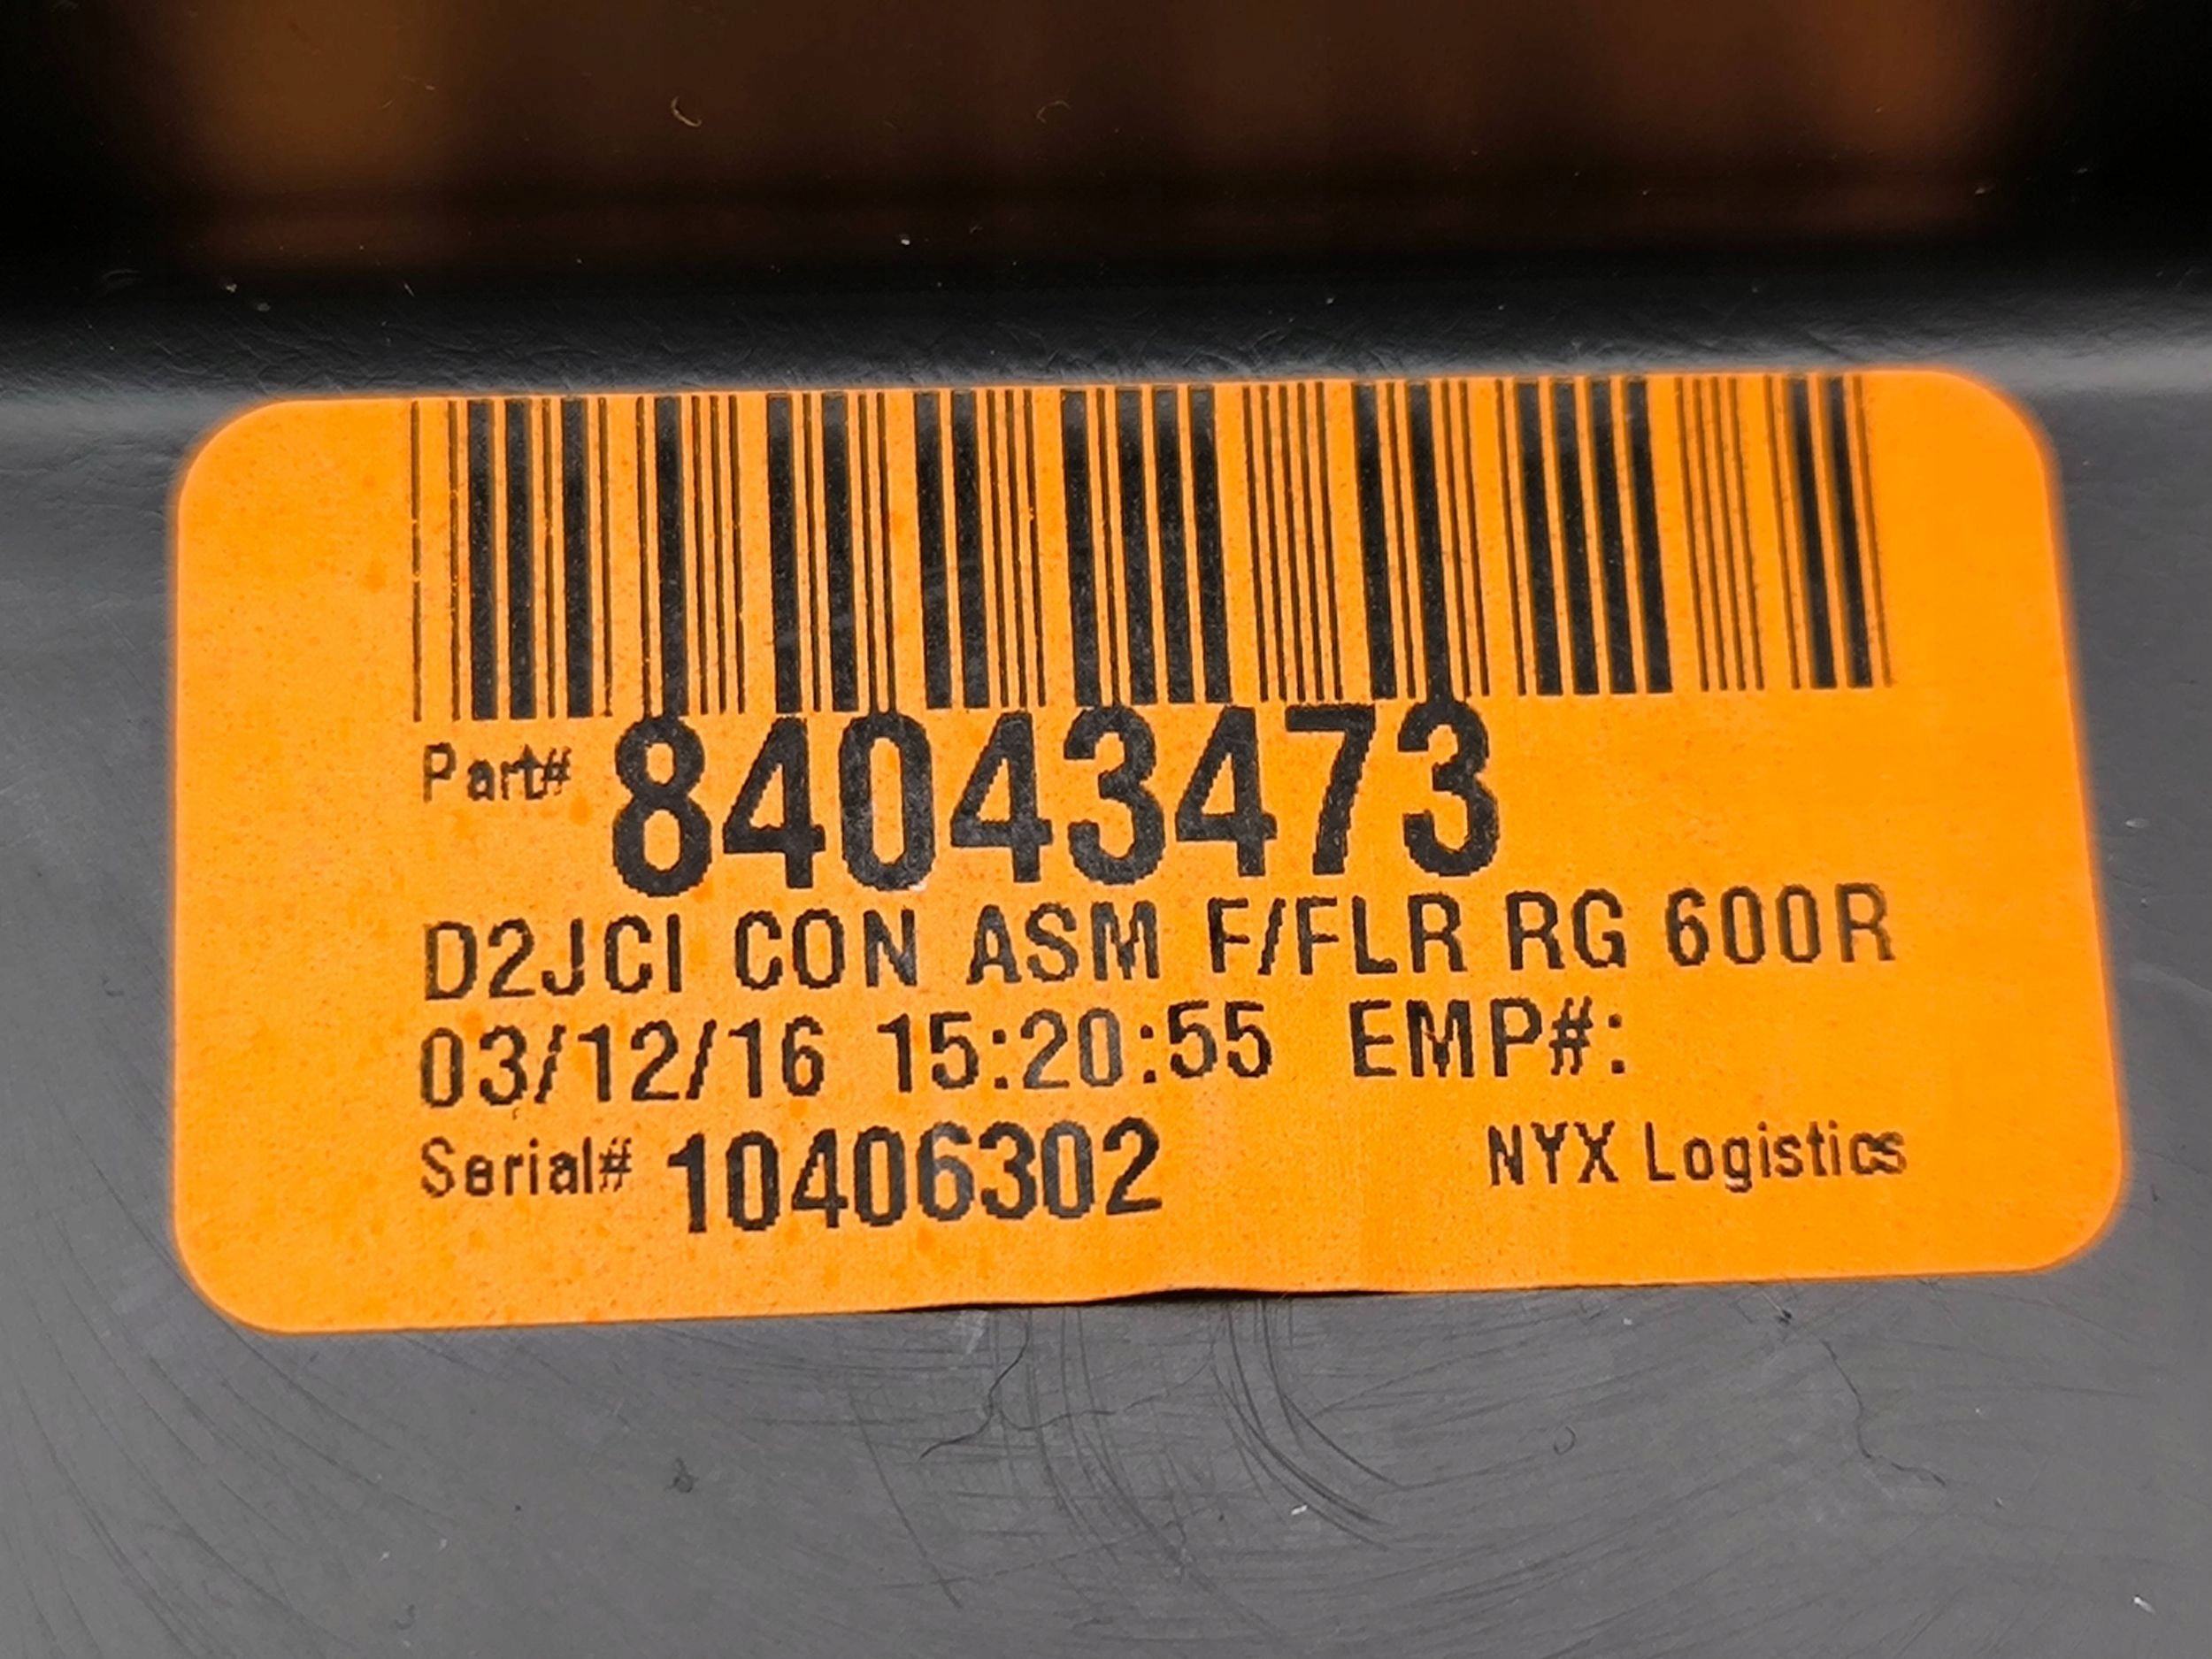 Part# 84043473
D2JCI CON ASM F/FLR RG 600R
03/12/16 15:20:55 EMP#:
Serial# 10406302 NYX Logistics